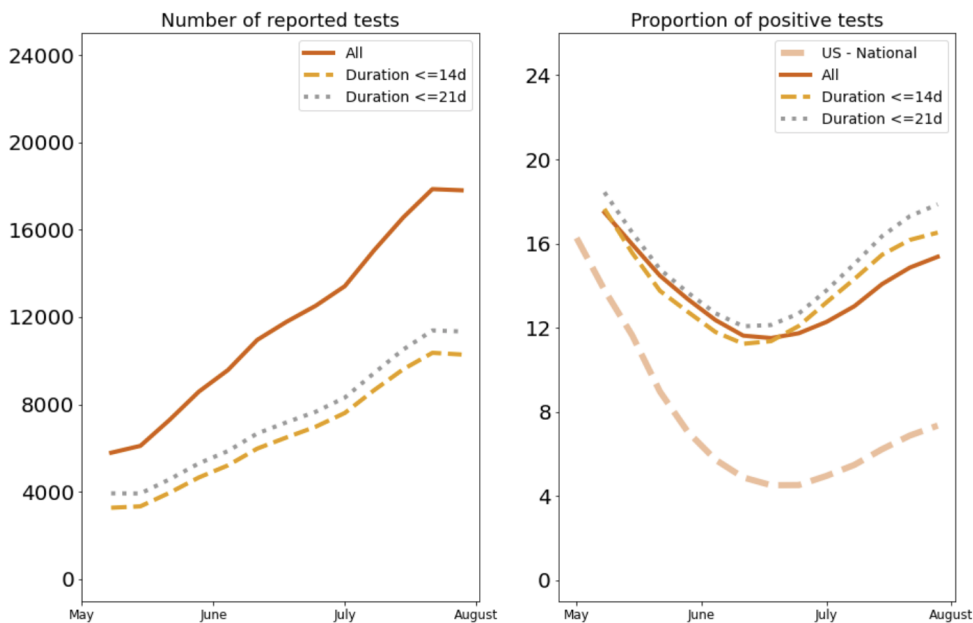 Number of reported tests
24000
20000
16000
12000
8000
4000
0
May
June
July
August
All
Duration <=14d
Duration <=21d
Proportion of positive tests
24
20
16
12
8
4
0
May
June
July
August
US - National
All
Duration <=14d
Duration <=21d